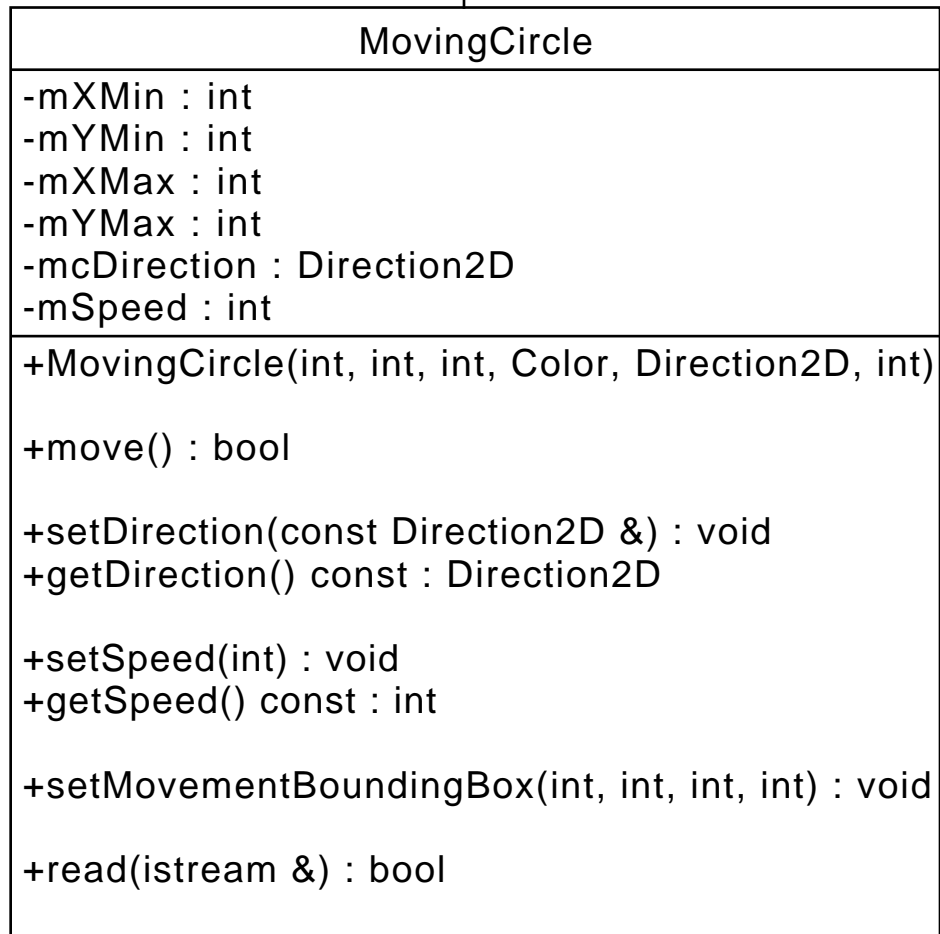 MovingCircle
-mXMin : int
-mYMin : int
-mXMax : int
-mYMax : int
-mcDirection : Direction2D
-mSpeed : int
+MovingCircle(int, int, int, Color, Direction2D, int)
+move() : bool
+setDirection(const Direction2D &) : void
+getDirection() const : Direction2D
+setSpeed(int) : void
+getSpeed() const : int
+setMovementBoundingBox(int, int, int, int) : void
+read(istream &) : bool